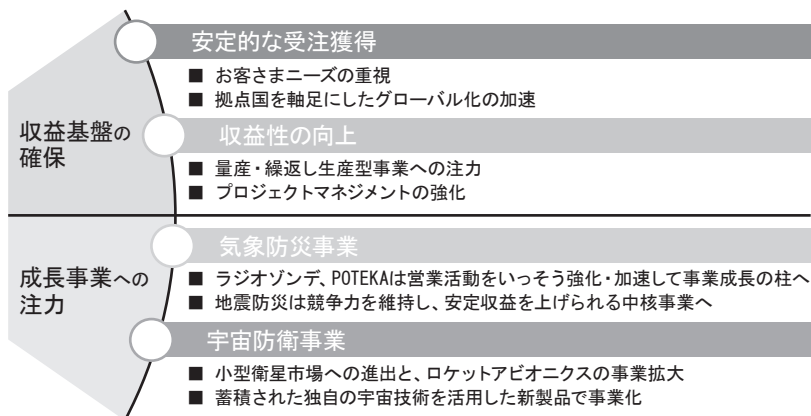 安定的な受注獲得
■ お客さまニーズの重視
■ 拠点国を軸足にしたグローバル化の加速
収益基盤の
確保
収益性の向上
■ 量産・繰返し生産型事業への注力
■ プロジェクトマネジメントの強化
気象防災事業
成長事業への
注力
■ ラジオゾンデ、POTEKAは営業活動をいっそう強化・加速して事業成長の柱へ
■ 地震防災は競争力を維持し、安定収益を上げられる中核事業へ
宇宙防衛事業
■ 小型衛星市場への進出と、ロケットアビオニクスの事業拡大
■ 蓄積された独自の宇宙技術を活用した新製品で事業化